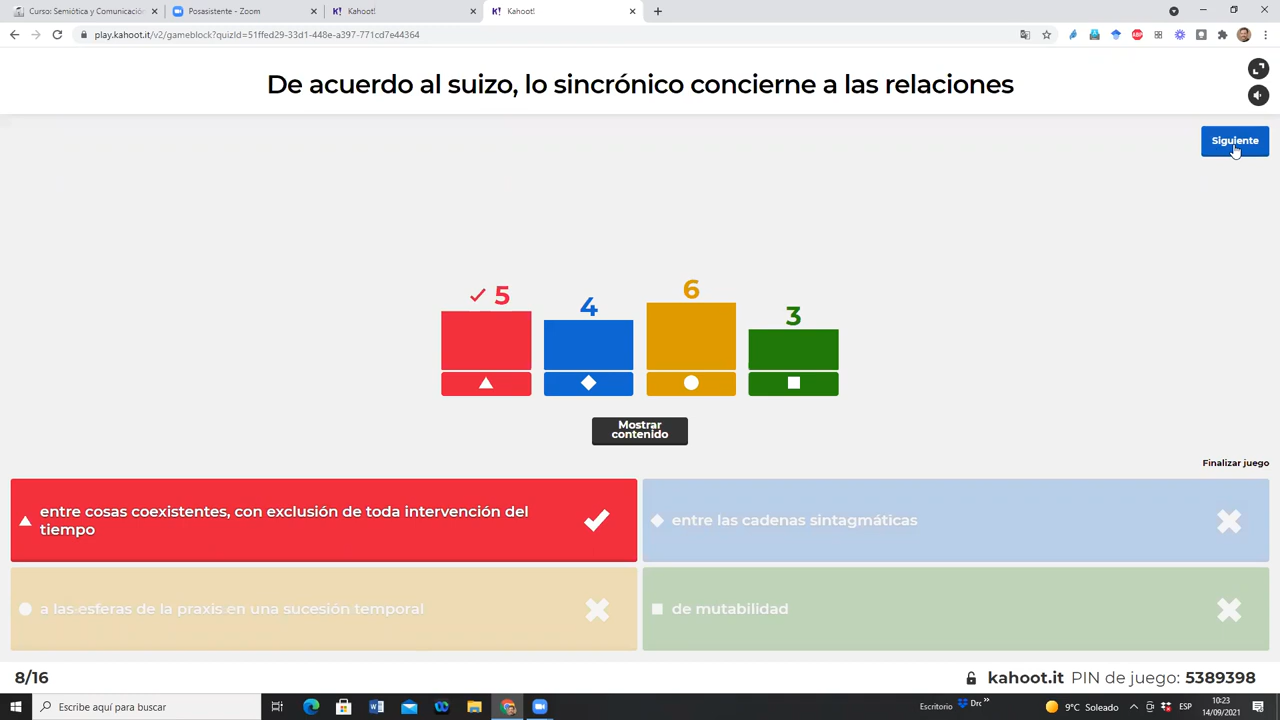 Curso: Semiótica y Comunicación
Posasistente - Zoom
K! Kahoot!
K! Kahoot!
play.kahoot.it/v2/gameblock?quizId=51ffed29-33d1-448e-a397-771cd7e44364
De acuerdo al suizo, lo sincrónico concierne a las relaciones
Siguiente
5
4
6
3
Mostrar
contenido
Finalizar juego
entre cosas coexistentes, con exclusión de toda intervención del
tiempo
entre las cadenas sintagmáticas
a las esferas de la praxis en una sucesión temporal
de mutabilidad
8/16
kahoot.it PIN de juego: 5389398
Escribe aquí para buscar
Escritorio
9°C Soleado
ESP
10:23
14/09/2021